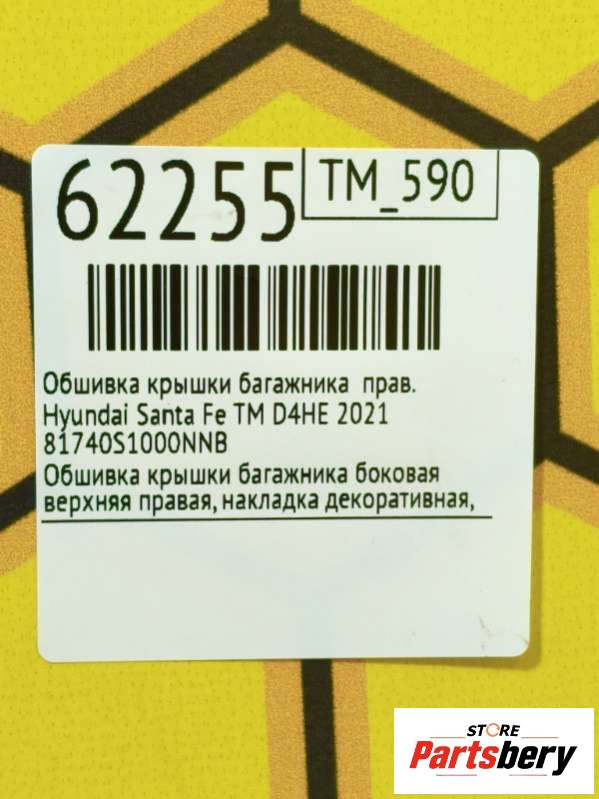 62255
TM_590
Обшивка крышки багажника прав.
Hyundai Santa Fe TM D4HE 2021
81740S1000NNB
Обшивка крышки багажника боковая
верхняя правая, накладка декоративная,
STORE
Partsbery